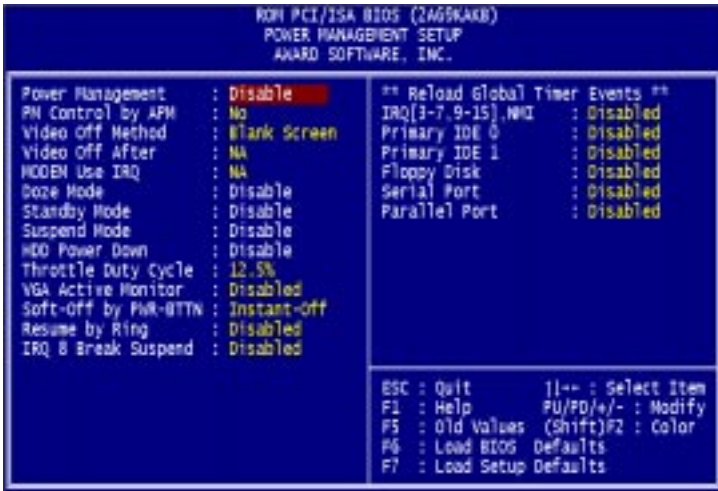 ROM PCI/ISA BIOS (2A69KAKB)
POWER MANAGEMENT SETUP
AWARD SOFTWARE, INC.
Power Management : Disable
PM Control by APM : No
Video Off Method : Blank Screen
Video Off After : NA
MODEM Use IRQ : NA
Doze Mode : Disable
Standby Mode : Disable
Suspend Mode : Disable
HDD Power Down : Disable
Throttle Duty Cycle : 12.5%
VGA Active Monitor : Disabled
Soft-Off by PWR-BTTN : Instant-Off
Resume by Ring : Disabled
IRQ 8 Break Suspend : Disabled
** Reload Global Timer Events **
IRQ[3-7,9-15],NMI : Disabled
Primary IDE 0 : Disabled
Primary IDE 1 : Disabled
Floppy Disk : Disabled
Serial Port : Disabled
Parallel Port : Disabled
ESC : Quit : Select Item
F1 : Help PU/PD/+/- : Modify
F5 : Old Values (Shift)F2 : Color
F6 : Load BIOS Defaults
F7 : Load Setup Defaults